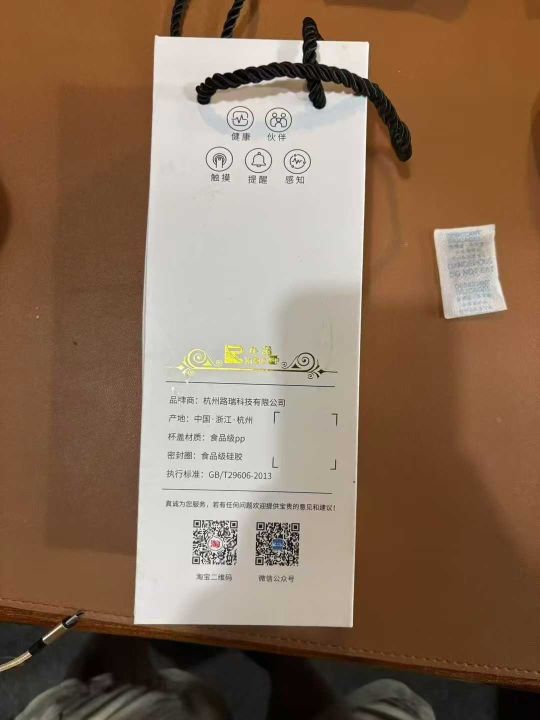 健康 伙伴
触摸 提醒 感知
品牌商：杭州路瑞科技有限公司
产地：中国·浙江·杭州
杯盖材质：食品级pp
密封圈：食品级硅胶
执行标准：GB/T29606-2013
真诚为您服务，若有任何问题欢迎提供宝贵的意见和建议！
淘
淘宝二维码 微信公众号
DO NOT EAT